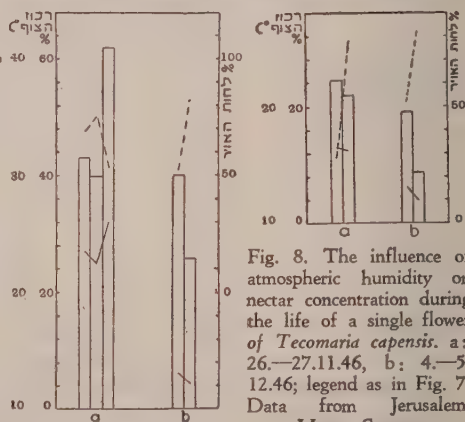 רכוז
הצוף C°
%
40 60
30 40
20 20
10 0
100
50
0
לחות האויר %
a b
רכוז
הצוף C°
%
20 20
10 0
50
0
לחות האויר %
a b
Fig. 8. The influence of
atmospheric humidity on
nectar concentration during
the life of a single flower
of Tecomaria capensis. a:
26.—27.11.46, b: 4.—5
12.46; legend as in Fig. 7
Data from Jerusalem